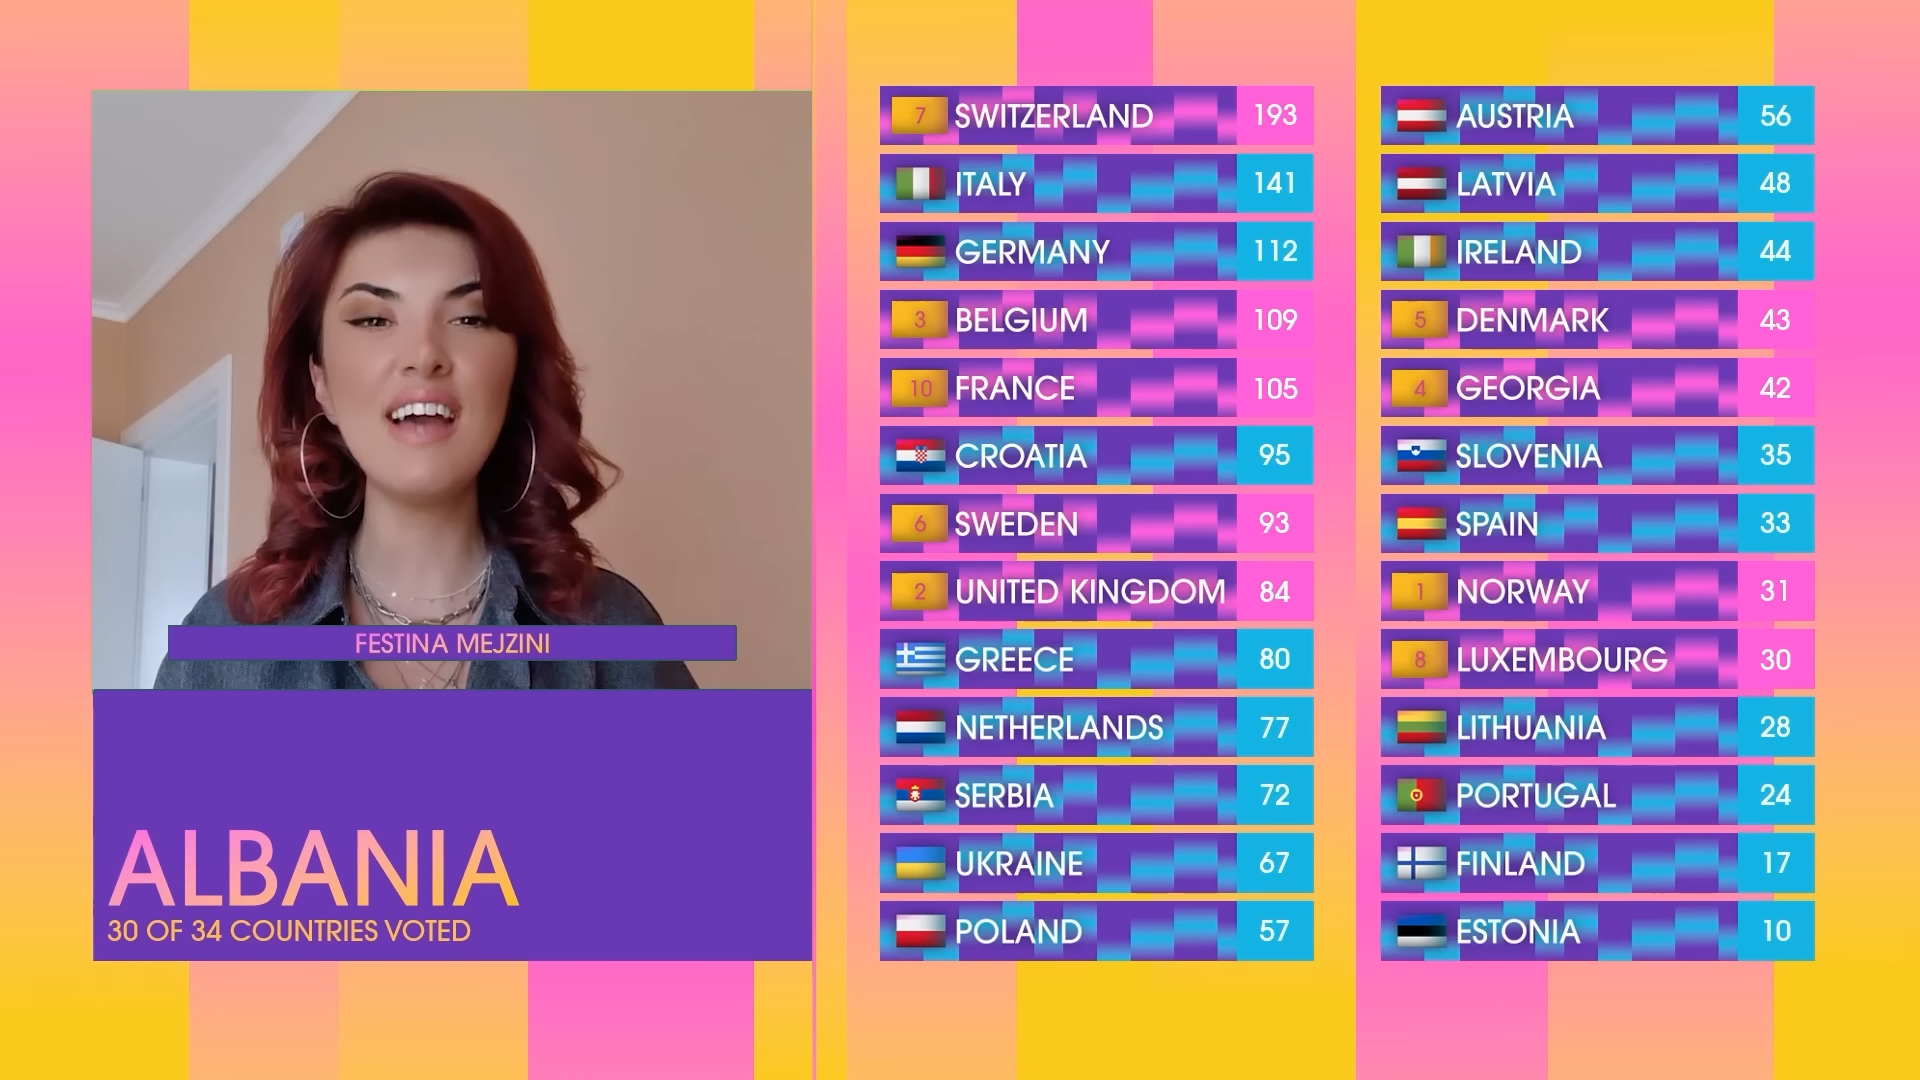 FESTINA MEJZINI
ALBANIA
30 OF 34 COUNTRIES VOTED
7 SWITZERLAND 193
ITALY 141
GERMANY 112
3 BELGIUM 109
10 FRANCE 105
CROATIA 95
6 SWEDEN 93
2 UNITED KINGDOM 84
GREECE 80
NETHERLANDS 77
SERBIA 72
UKRAINE 67
POLAND 57
AUSTRIA 56
LATVIA 48
IRELAND 44
5 DENMARK 43
4 GEORGIA 42
SLOVENIA 35
SPAIN 33
1 NORWAY 31
8 LUXEMBOURG 30
LITHUANIA 28
PORTUGAL 24
FINLAND 17
ESTONIA 10